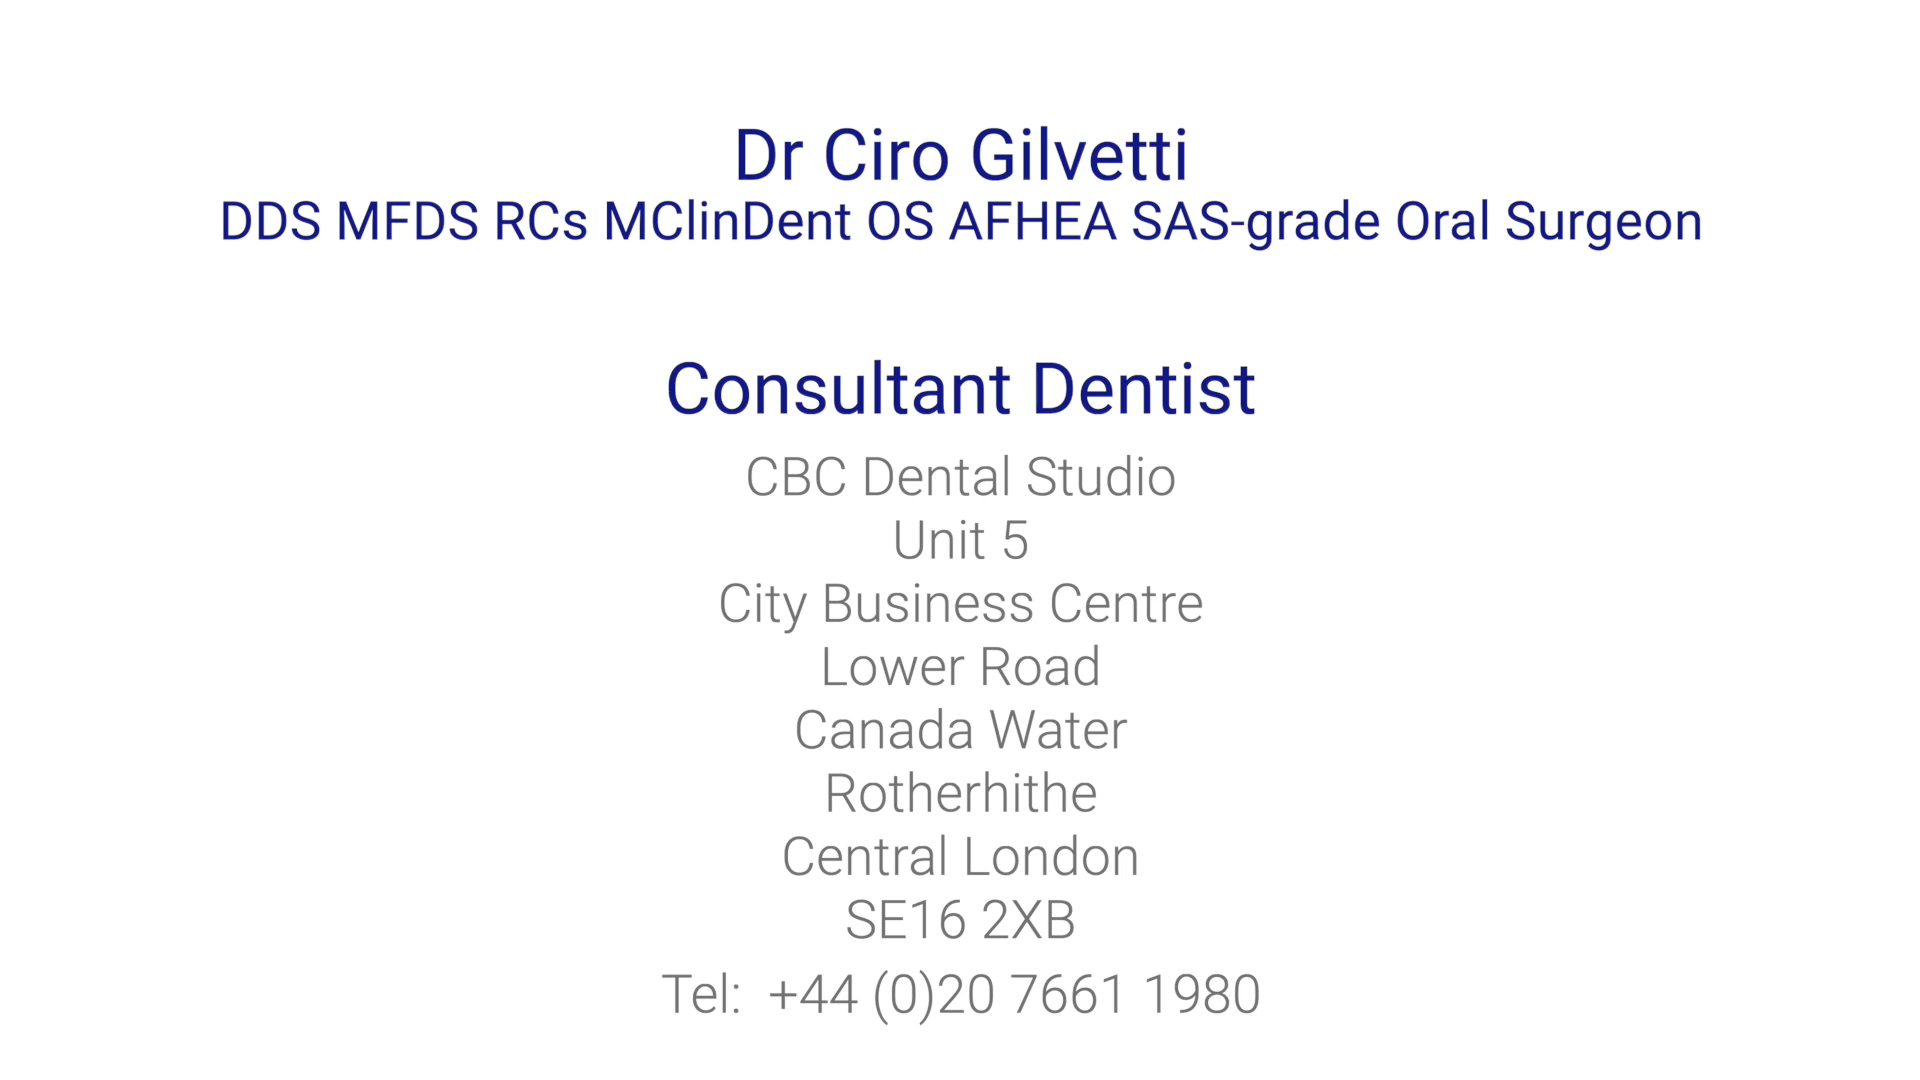 Dr Ciro Gilvetti
DDS MFDS RCs MClinDent OS AFHEA SAS-grade Oral Surgeon
Consultant Dentist
CBC Dental Studio
Unit 5
City Business Centre
Lower Road
Canada Water
Rotherhithe
Central London
SE16 2XB
Tel:  +44 (0)20 7661 1980